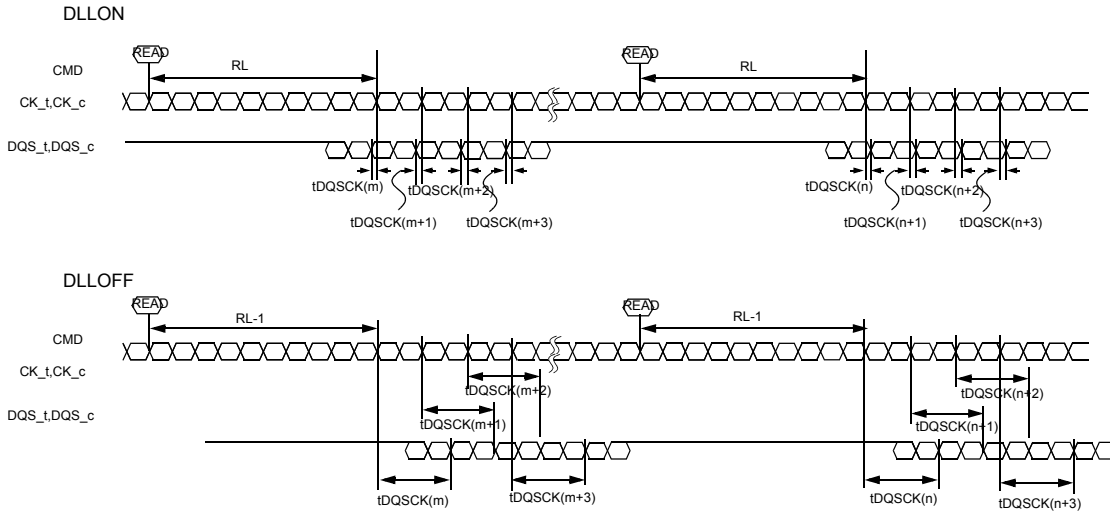 DLLON
READ
READ
CMD
RL
RL
CK_t,CK_c
DQS_t,DQS_c
tDQSCK(m)
tDQSCK(m+2)
tDQSCK(n)
tDQSCK(n+2)
tDQSCK(m+1)
tDQSCK(m+3)
tDQSCK(n+1)
tDQSCK(n+3)
DLLOFF
READ
READ
RL-1
RL-1
CMD
CK_t,CK_c
tDQSCK(m+2)
tDQSCK(n+2)
DQS_t,DQS_c
tDQSCK(m+1)
tDQSCK(n+1)
tDQSCK(m)
tDQSCK(m+3)
tDQSCK(n)
tDQSCK(n+3)